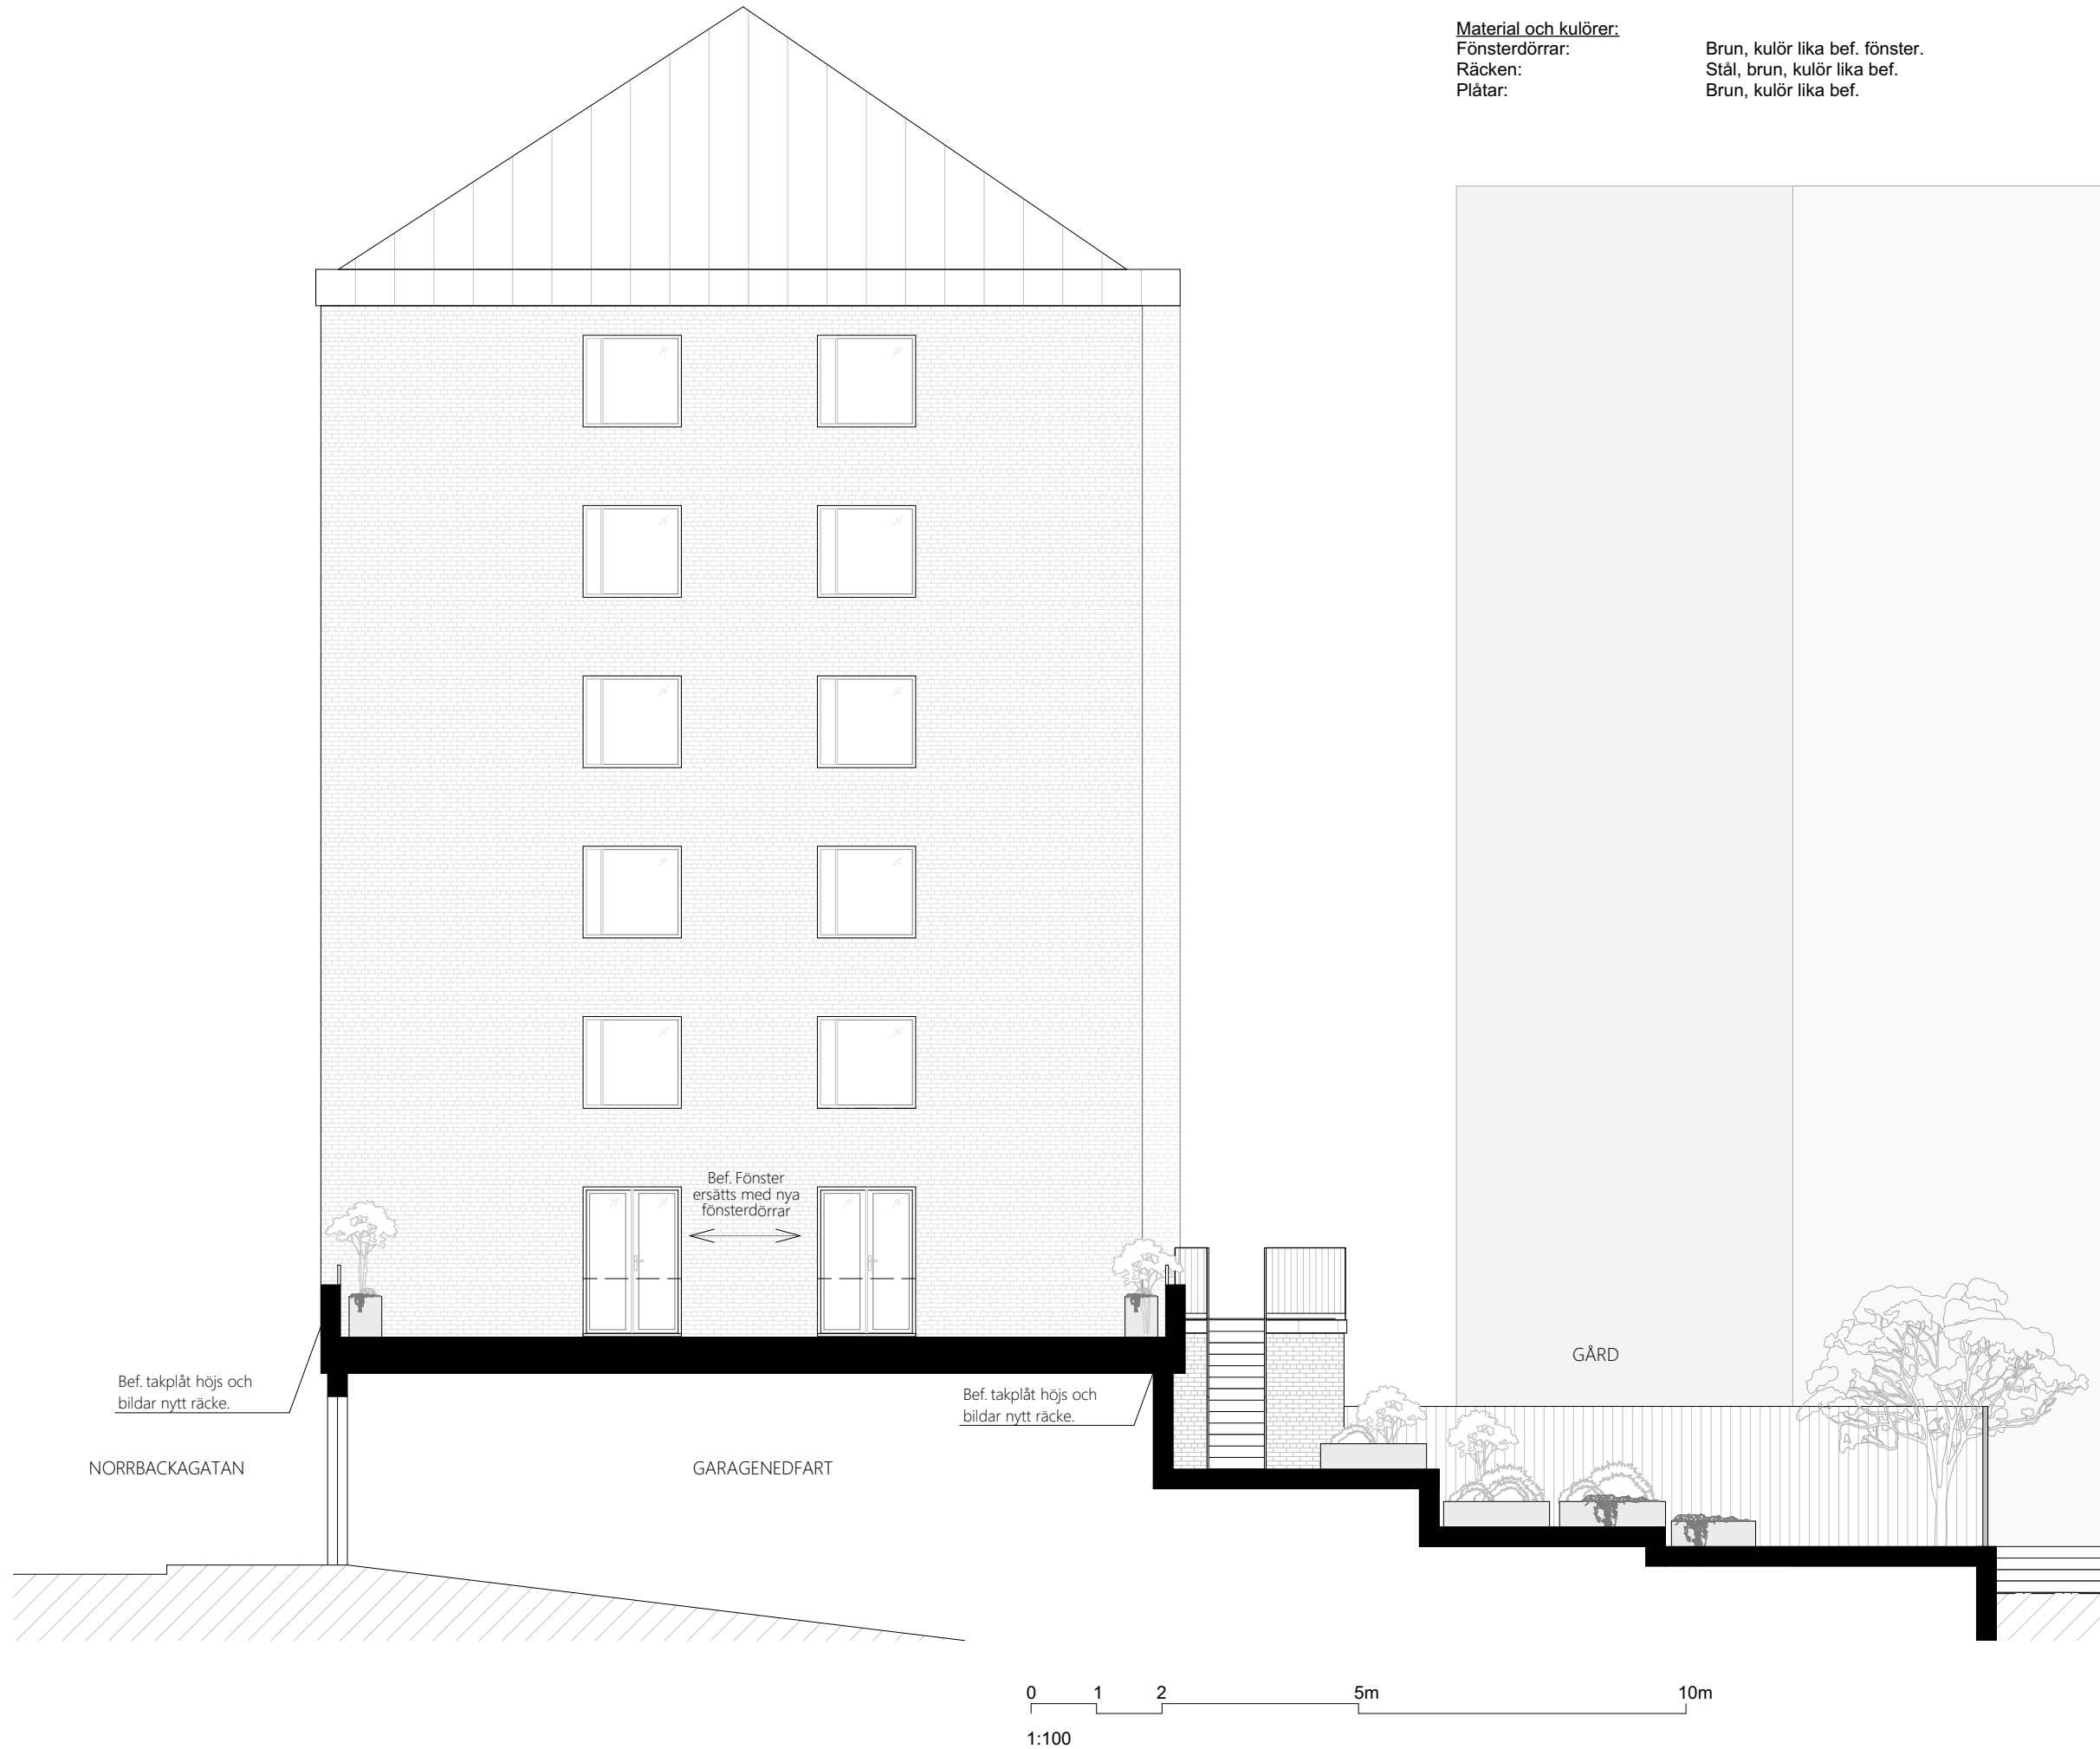 Material och kulörer:
Fönsterdörrar: Brun, kulör lika bef. fönster.
Räcken: Stål, brun, kulör lika bef.
Plåtar: Brun, kulör lika bef.
Bef. Fönster
ersätts med nya
fönsterdörrar
GÅRD
Bef. takplåt höjs och
bildar nytt räcke.
Bef. takplåt höjs och
bildar nytt räcke.
NORRBACKAGATAN
GARAGENEDFART
0 1 2 5m 10m
1:100